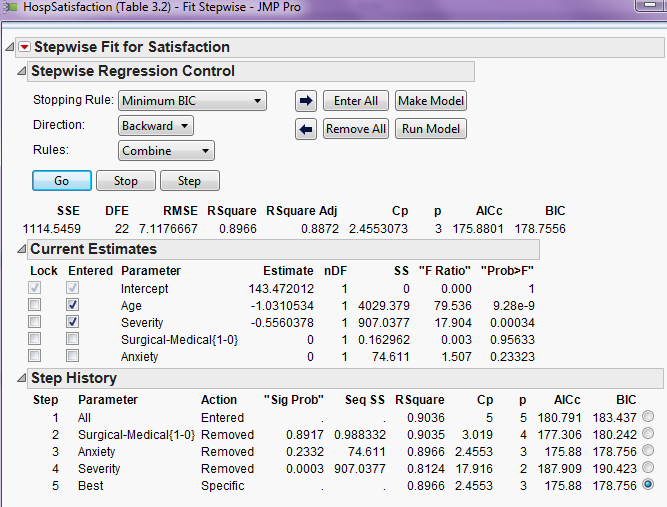 HospSatisfaction (Table 3.2) - Fit Stepwise - JMP Pro
Stepwise Fit for Satisfaction
Stepwise Regression Control
Stopping Rule: Minimum BIC Enter All Make Model
Direction: Backward Remove All Run Model
Rules: Combine
Go Stop Step
SSE DFE RMSE RSquare RSquare Adj Cp p AICc BIC
1114.5459 22 7.1176667 0.8966 0.8872 2.4553073 3 175.8801 178.7556
Current Estimates
Lock Entered Parameter Estimate nDF SS "F Ratio" "Prob>F"
Intercept 143.472012 1 0 0.000 1
Age -1.0310534 1 4029.379 79.536 9.28e-9
Severity -0.5560378 1 907.0377 17.904 0.00034
Surgical-Medical{1-0} 0 1 0.162962 0.003 0.95633
Anxiety 0 1 74.611 1.507 0.23323
Step History
Step Parameter Action "Sig Prob" Seq SS RSquare Cp p AICc BIC
1 All Entered . . 0.9036 5 5 180.791 183.437
2 Surgical-Medical{1-0} Removed 0.8917 0.988332 0.9035 3.019 4 177.306 180.242
3 Anxiety Removed 0.2332 74.611 0.8966 2.4553 3 175.88 178.756
4 Severity Removed 0.0003 907.0377 0.8124 17.916 2 187.909 190.423
5 Best Specific . . 0.8966 2.4553 3 175.88 178.756